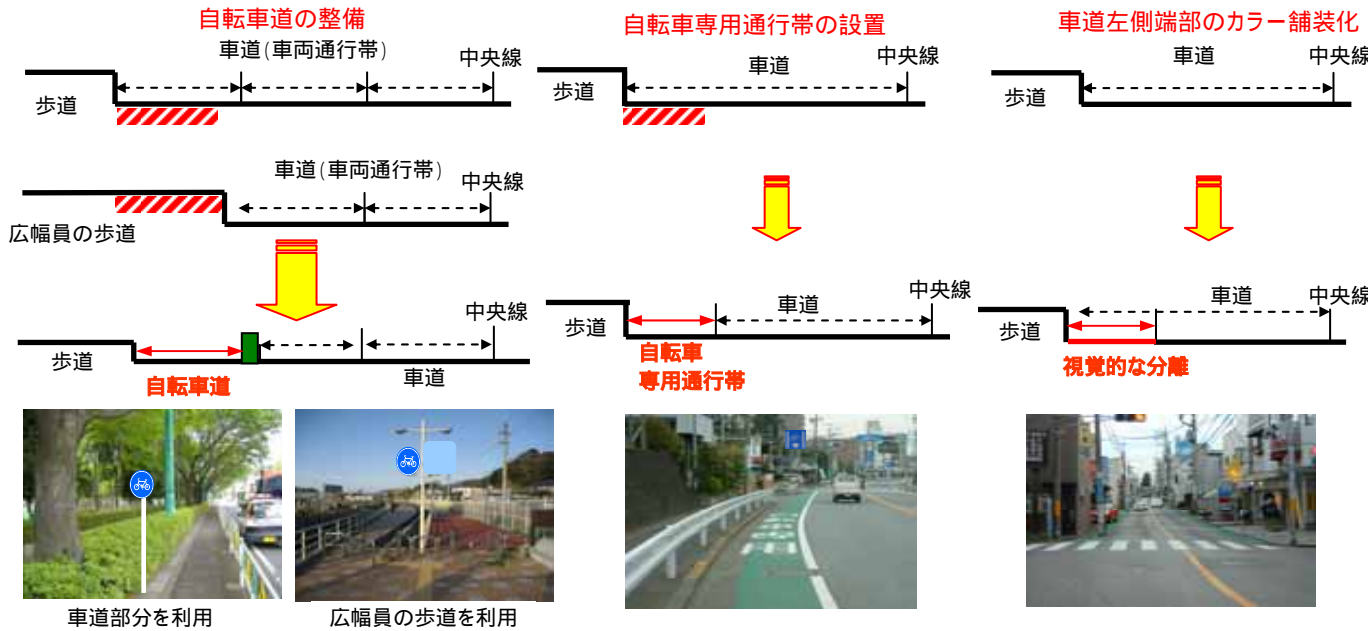 自転車道の整備
車道(車両通行帯)
中央線
歩道
車道(車両通行帯)
中央線
広幅員の歩道
中央線
歩道
自転車道
車道
車道部分を利用
広幅員の歩道を利用
自転車専用通行帯の設置
車道
中央線
歩道
車道
中央線
歩道
自転車
専用通行帯
車道左側端部のカラー舗装化
車道
中央線
歩道
車道
中央線
歩道
視覚的な分離